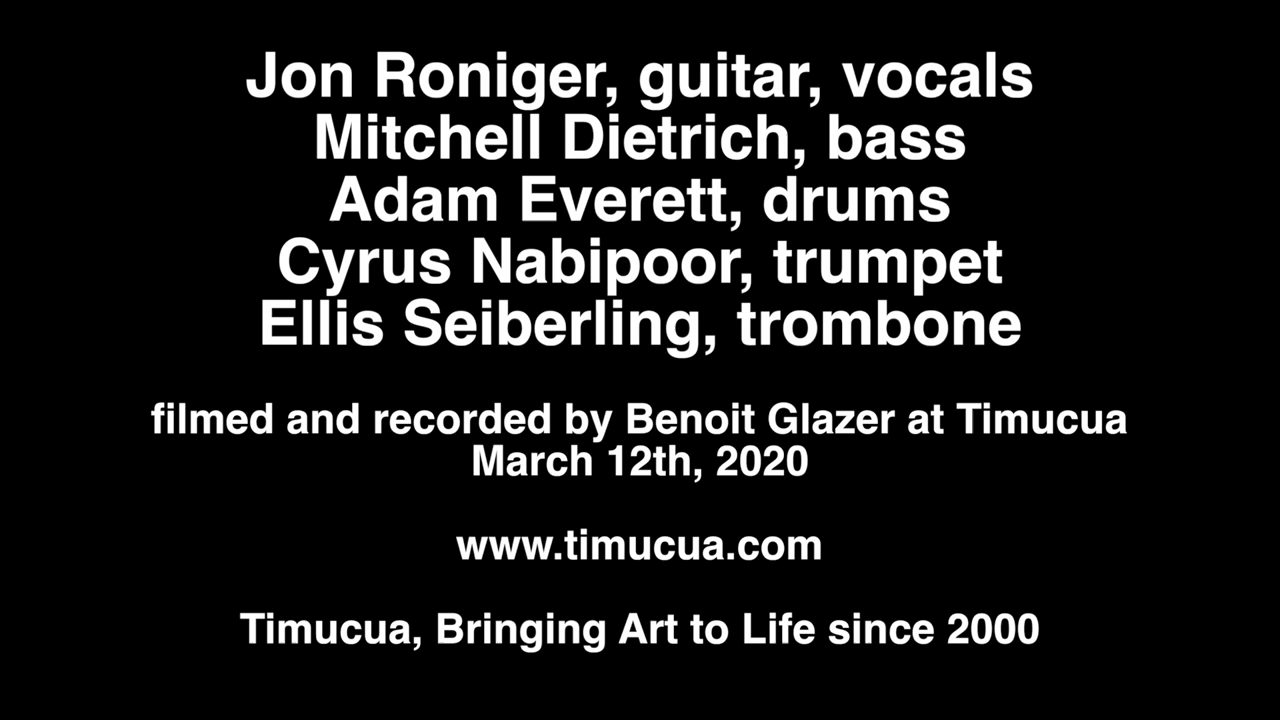 Jon Roniger, guitar, vocals
Mitchell Dietrich, bass
Adam Everett, drums
Cyrus Nabipoor, trumpet
Ellis Seiberling, trombone
filmed and recorded by Benoit Glazer at Timucua
March 12th, 2020
www.timucua.com
Timucua, Bringing Art to Life since 2000